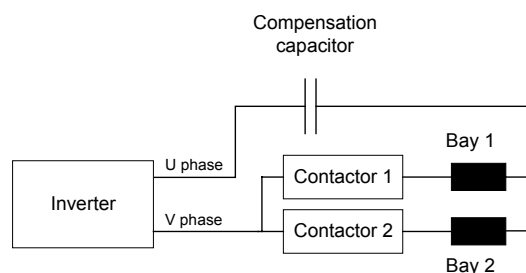 Compensation
capacitor
Bay 1
U phase
Contactor 1
Inverter
V phase
Contactor 2
Bay 2